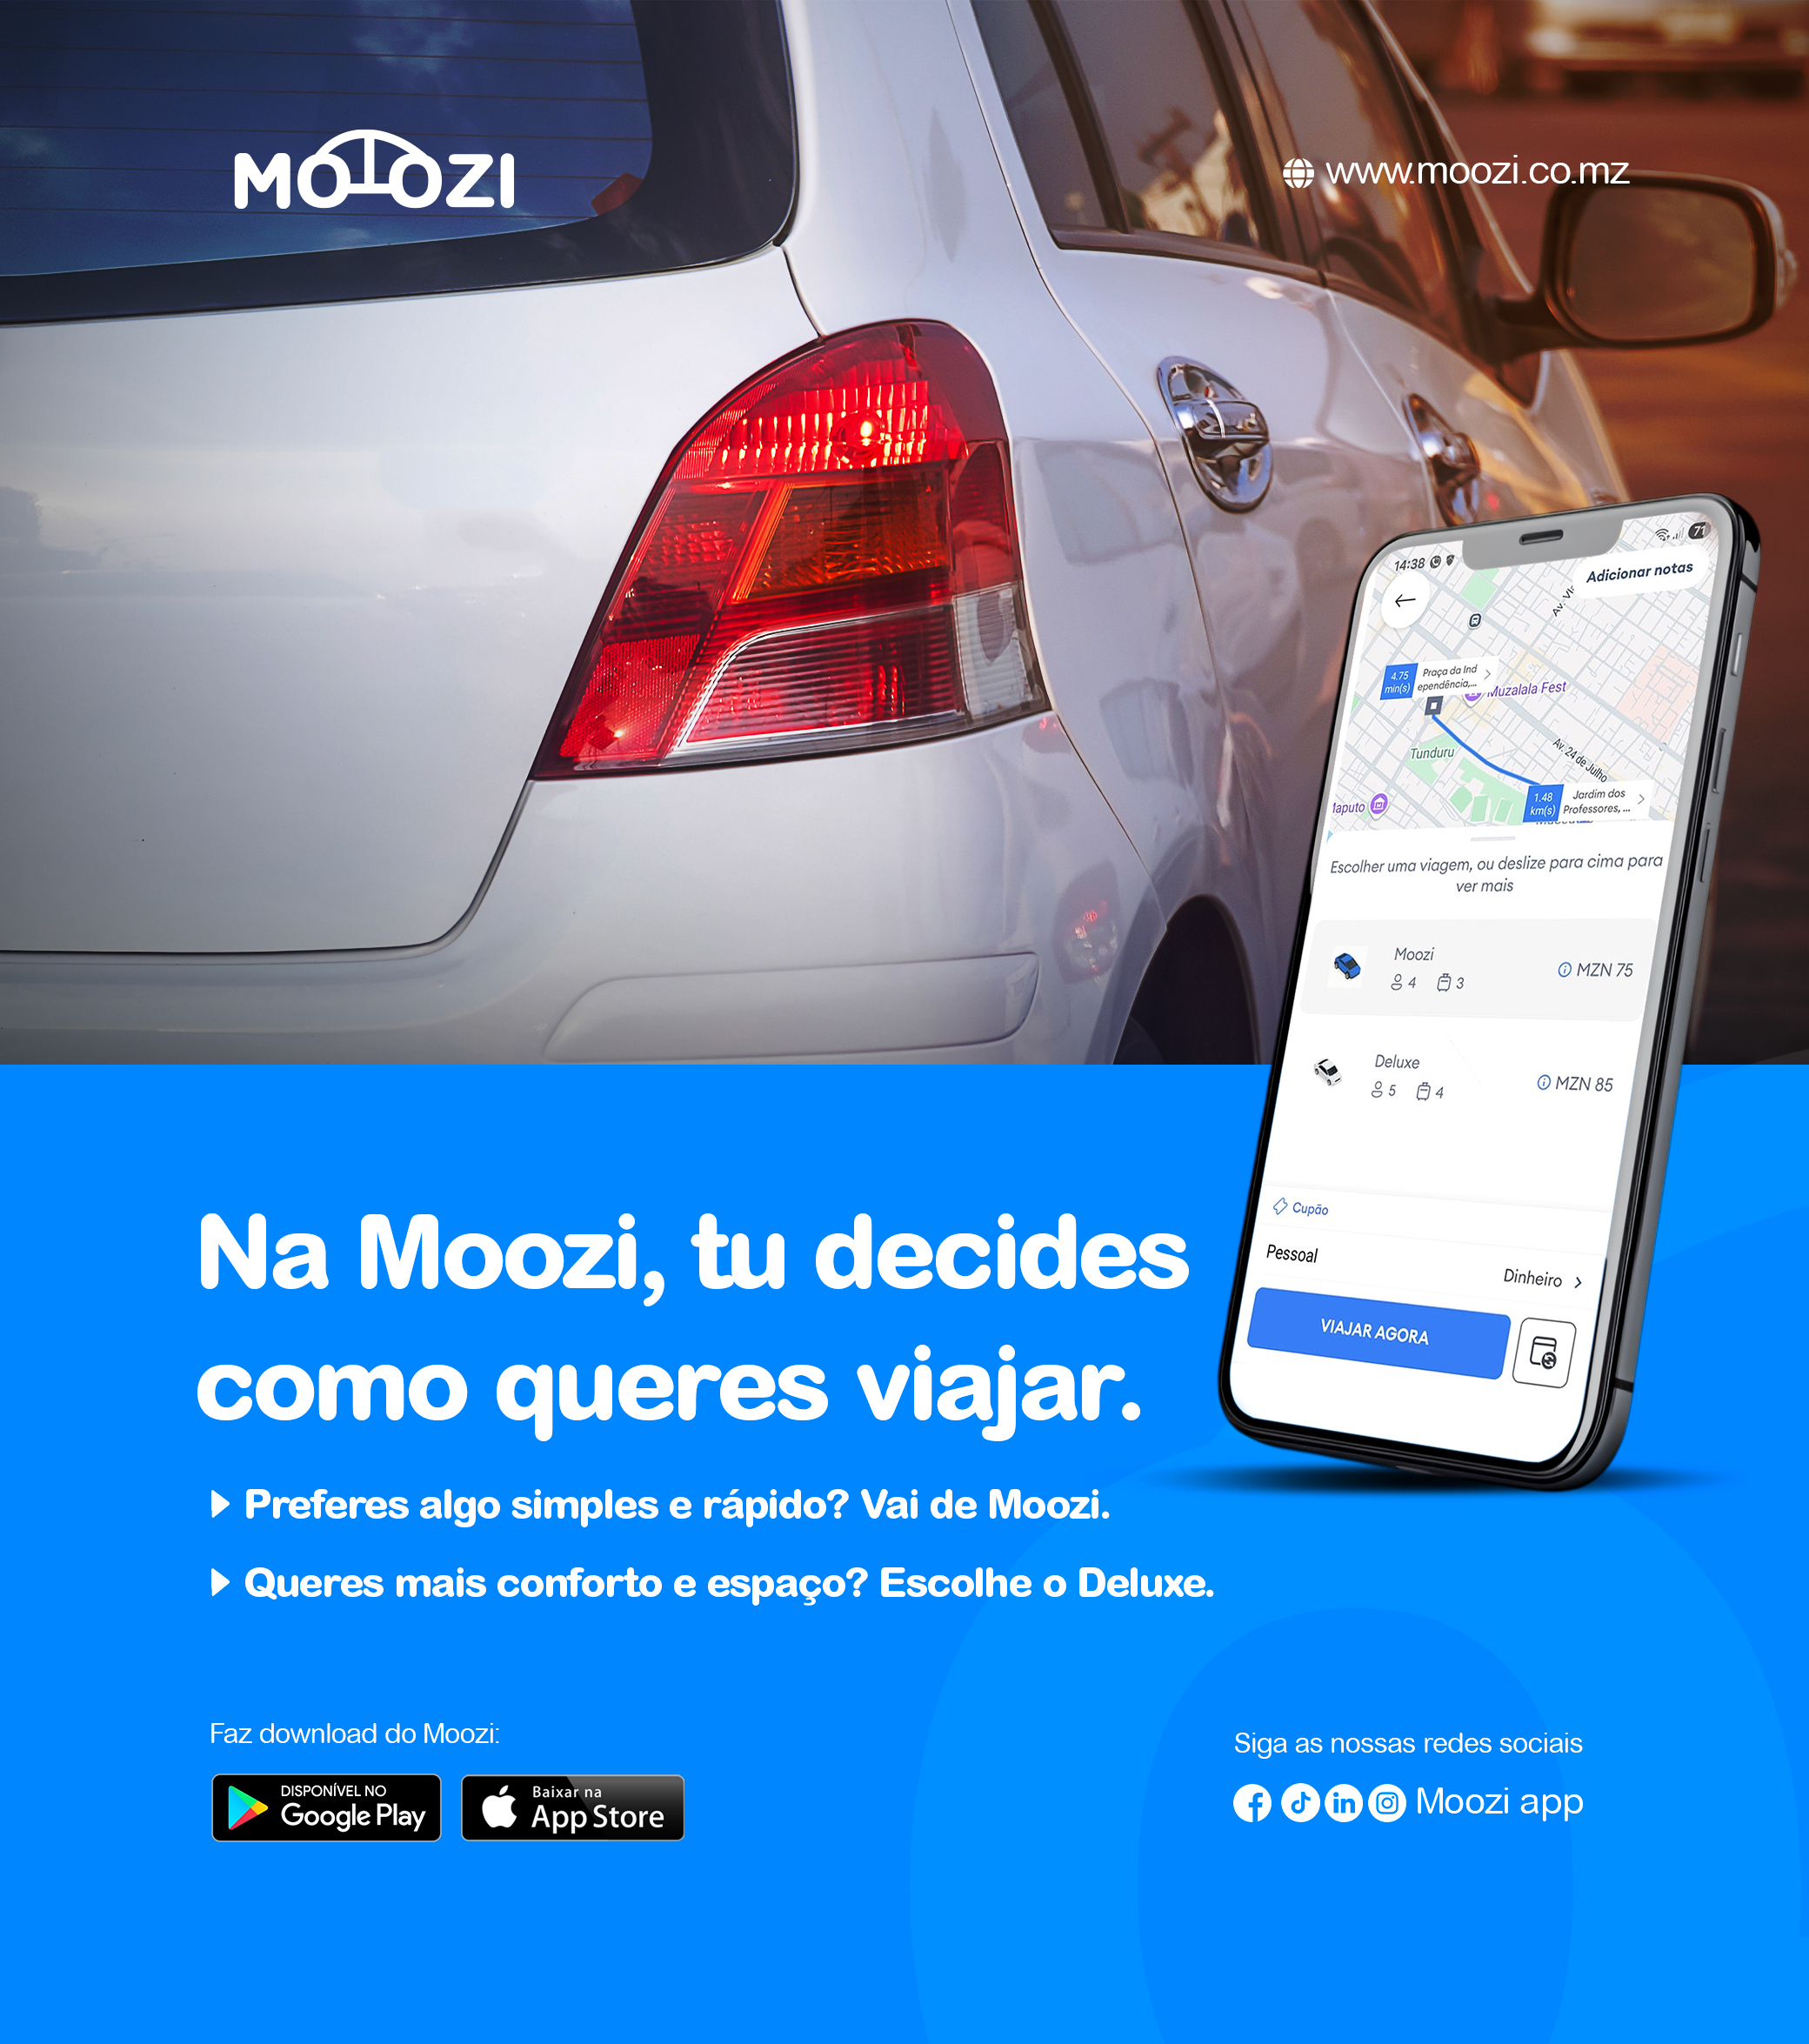 MOOZI
www.moozi.co.mz
14:38
71
Adicionar notas
4.75
min(s)
Praça da Ind
ependência,...
Muzalala Fest
Tunduru
Av. 24 de Julho
1.48
km(s)
Jardim dos
Professores, ...
Escolher uma viagem, ou deslize para cima para
ver mais
Moozi
4 3
MZN 75
Deluxe
5 4
MZN 85
Cupão
Pessoal
Dinheiro
VIAJAR AGORA
Na Moozi, tu decides
como queres viajar.
Preferes algo simples e rápido? Vai de Moozi.
Queres mais conforto e espaço? Escolhe o Deluxe.
Faz download do Moozi:
DISPONÍVEL NO
Google Play
Baixar na
App Store
Siga as nossas redes sociais
Moozi app